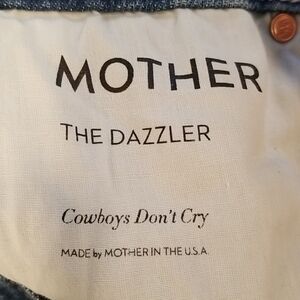 MOTHER
THE DAZZLER
Cowboys Don't Cry
MADE by MOTHER IN THE U.S.A.